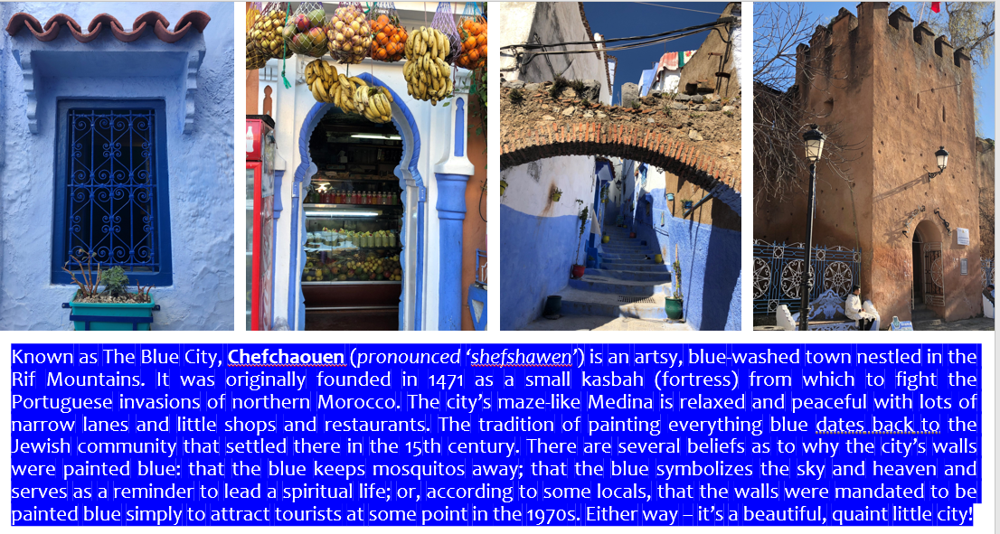 Known as The Blue City, Chefchaouen (pronounced ‘shefshawen’) is an artsy, blue-washed town nestled in the
Rif Mountains. It was originally founded in 1471 as a small kasbah (fortress) from which to fight the
Portuguese invasions of northern Morocco. The city’s maze-like Medina is relaxed and peaceful with lots of
narrow lanes and little shops and restaurants. The tradition of painting everything blue dates back to the
Jewish community that settled there in the 15th century. There are several beliefs as to why the city’s walls
were painted blue: that the blue keeps mosquitos away; that the blue symbolizes the sky and heaven and
serves as a reminder to lead a spiritual life; or, according to some locals, that the walls were mandated to be
painted blue simply to attract tourists at some point in the 1970s. Either way – it’s a beautiful, quaint little city!